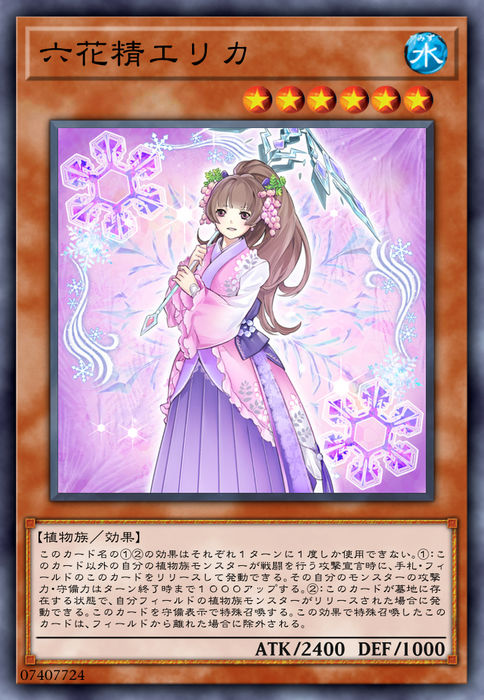 六花精エリカ
みず
水
【植物族／効果】
このカード名の①②の効果はそれぞれ１ターンに１度しか使用できない。①：こ
のカード以外の自分の植物族モンスターが戦闘を行う攻撃宣言時に、手札・フィ
ールドのこのカードをリリースして発動できる。その自分のモンスターの攻撃
力・守備力はターン終了時まで１０００アップする。②：このカードが墓地に存
在する状態で、自分フィールドの植物族モンスターがリリースされた場合に発
動できる。このカードを守備表示で特殊召喚する。この効果で特殊召喚したこ
のカードは、フィールドから離れた場合に除外される。
ATK/2400 DEF/1000
07407724